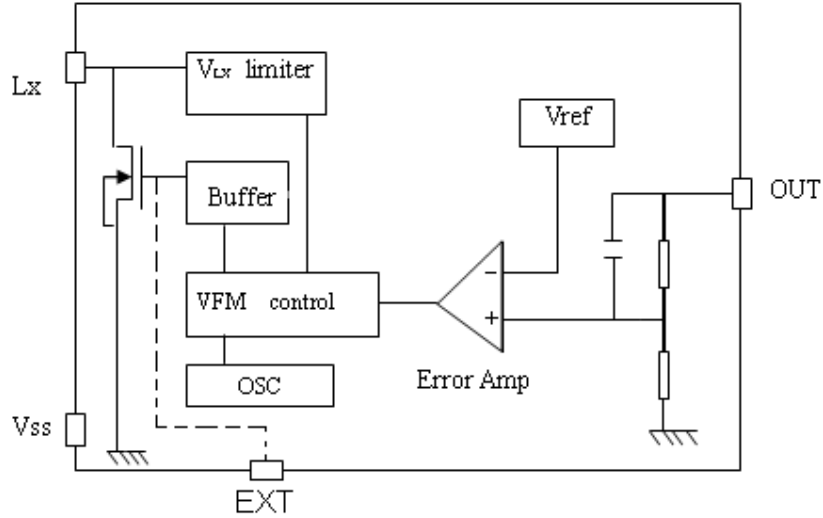 VLX limiter
Lx
Vref
Buffer
OUT
VFM control
-
+
Error Amp
OSC
Vss
EXT